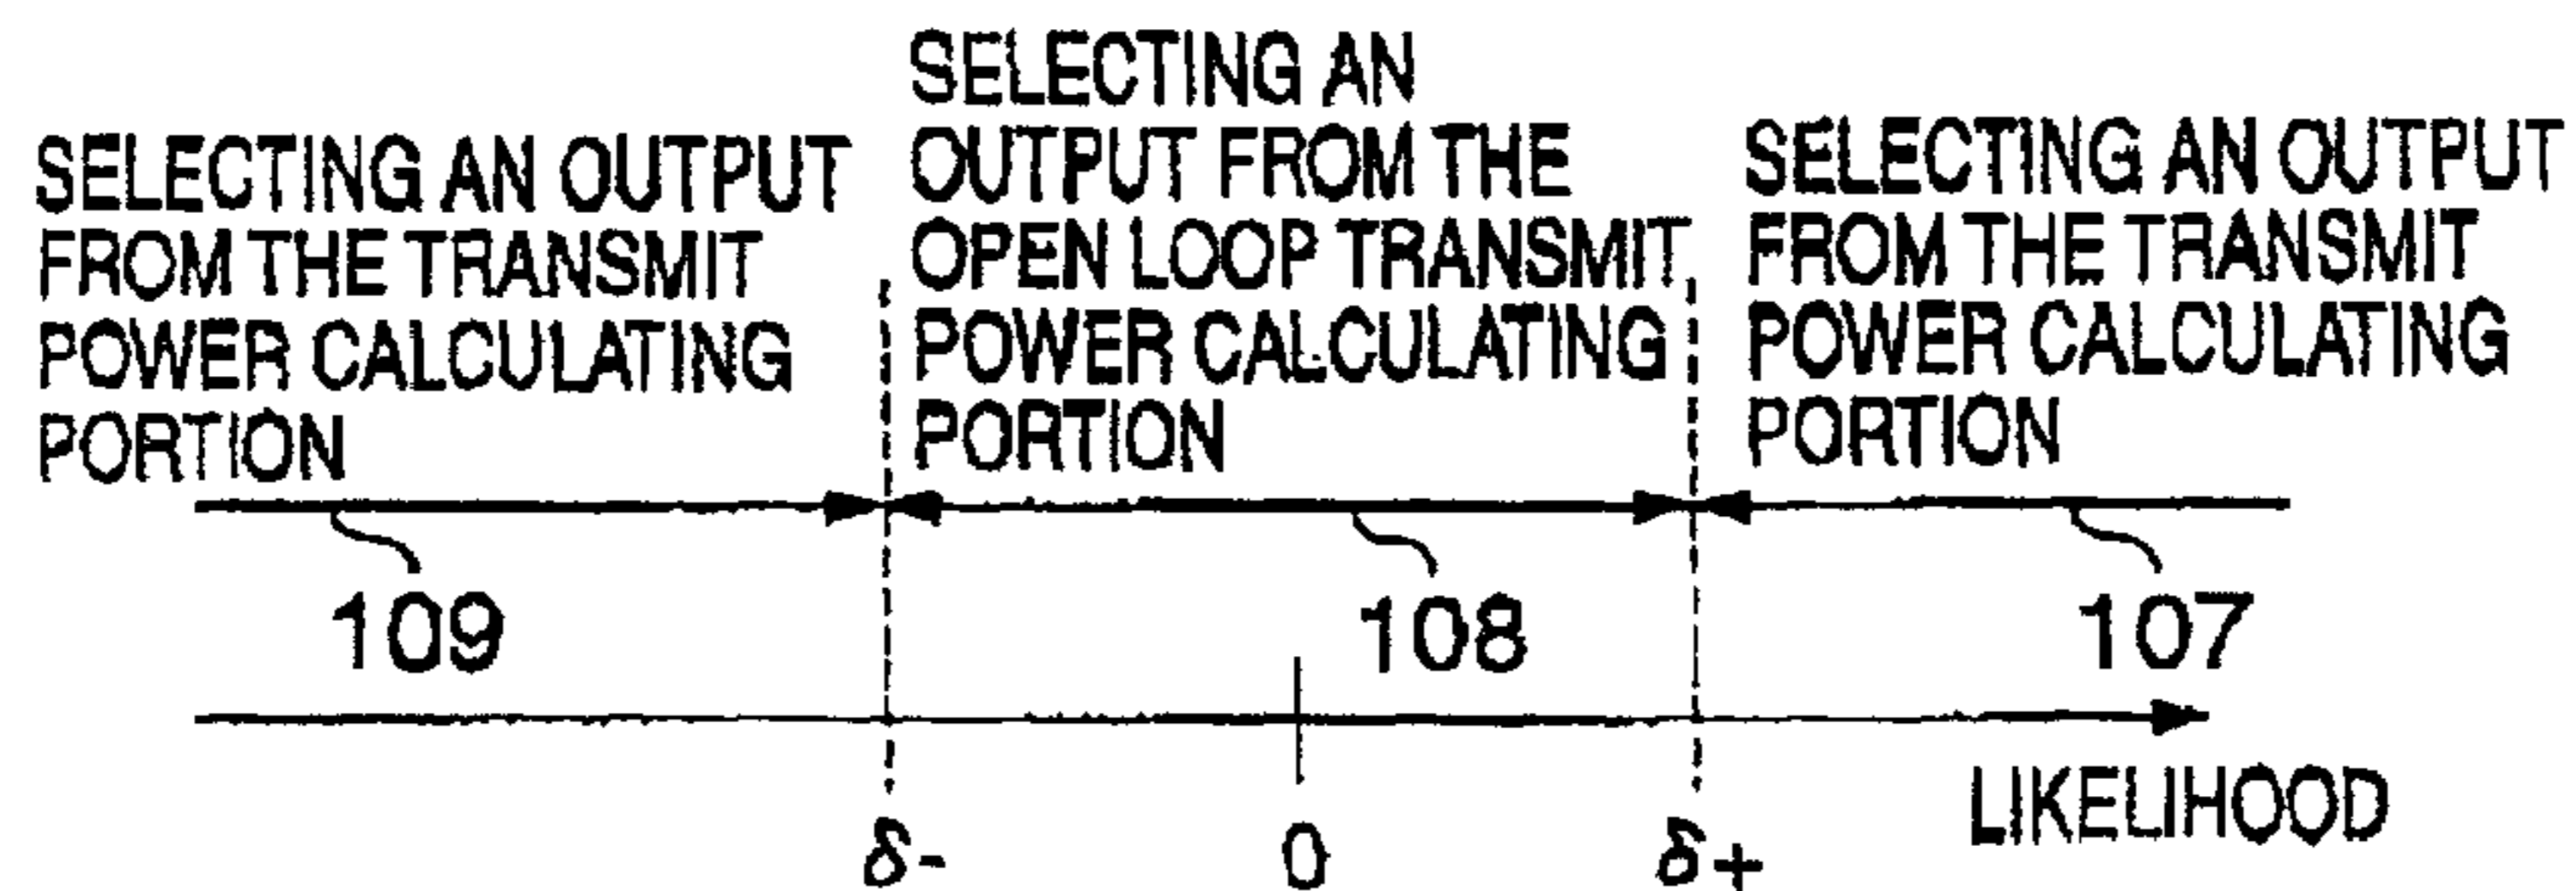 SELECTING AN OUTPUT
FROM THE TRANSMIT
POWER CALCULATING
PORTION
SELECTING AN
OUTPUT FROM THE
OPEN LOOP TRANSMIT
POWER CALCULATING
PORTION
SELECTING AN OUTPUT
FROM THE TRANSMIT
POWER CALCULATING
PORTION
109
108
107
LIKELIHOOD
δ-
0
δ+